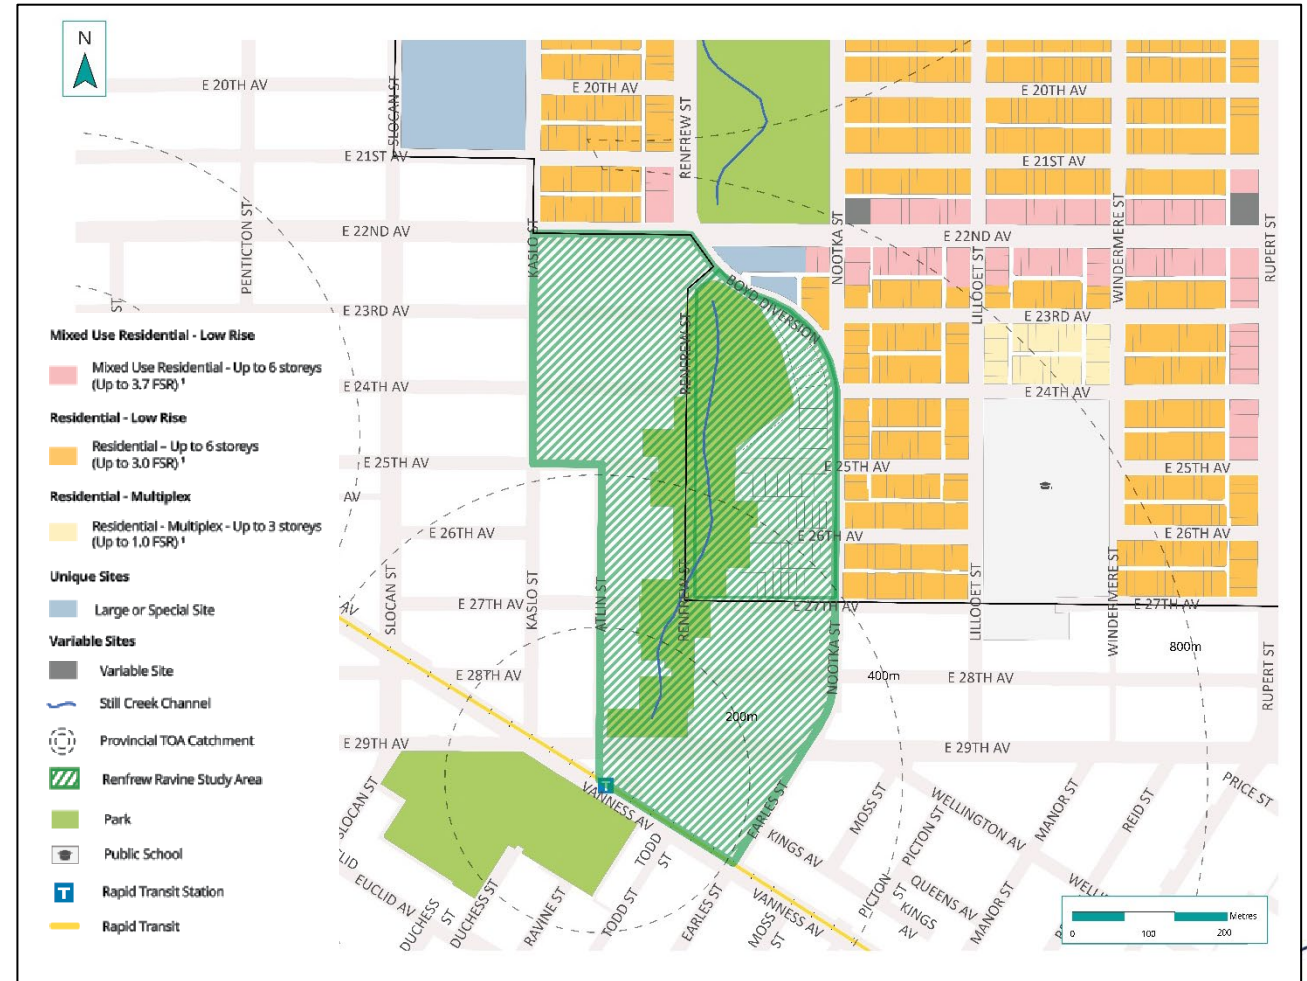 N
E 20TH AV
SLOCAN ST
E 20TH AV
RENFREW ST
E 20TH AV
E 21ST AV
E 21ST AV
PENTICTON ST
E 22ND AV
KASLO ST
NOOTKA ST
E 22ND AV
LILLOOET ST
WINDERMERE ST
RUPERT ST
ST
E 23RD AV
BOYD DIVERSION
E 23RD AV
RENFREW ST
E 24TH AV
E 24TH AV
E 25TH AV
E 25TH AV
E 25TH AV
AV
E 26TH AV
E 26TH AV
E 26TH AV
SLOCAN ST
KASLO ST
ATLIN ST
RENFREW ST
AV
E 27TH AV
E 27TH AV
E 27TH AV
NOOTKA ST
LILLOOET ST
WINDERMERE ST
RUPERT ST
800m
400m
200m
E 28TH AV
E 28TH AV
E 29TH AV
E 29TH AV
SLOCAN ST
VANNESS AV
EARLES ST
MOSS ST
WELLINGTON AV
MANOR ST
REID ST
PRICE ST
TODD
ST
KINGS AV
PICTON ST
EUCLID AV
DUCHESS
ST
DUCHESS ST
RAVINE ST
TODD ST
EARLES ST
MOSS
ST
VANNESS AV
PICTON
ST
QUEENS AV
KINGS
AV
MANOR ST
Mixed Use Residential - Low Rise
Mixed Use Residential - Up to 6 storeys
(Up to 3.7 FSR) ¹
Residential - Low Rise
Residential – Up to 6 storeys
(Up to 3.0 FSR) ¹
Residential - Multiplex
Residential - Multiplex - Up to 3 storeys
(Up to 1.0 FSR) ¹
Unique Sites
Large or Special Site
Variable Sites
Variable Site
Still Creek Channel
Provincial TOA Catchment
Renfrew Ravine Study Area
Park
Public School
T
Rapid Transit Station
Rapid Transit
T
Metres
0 100 200